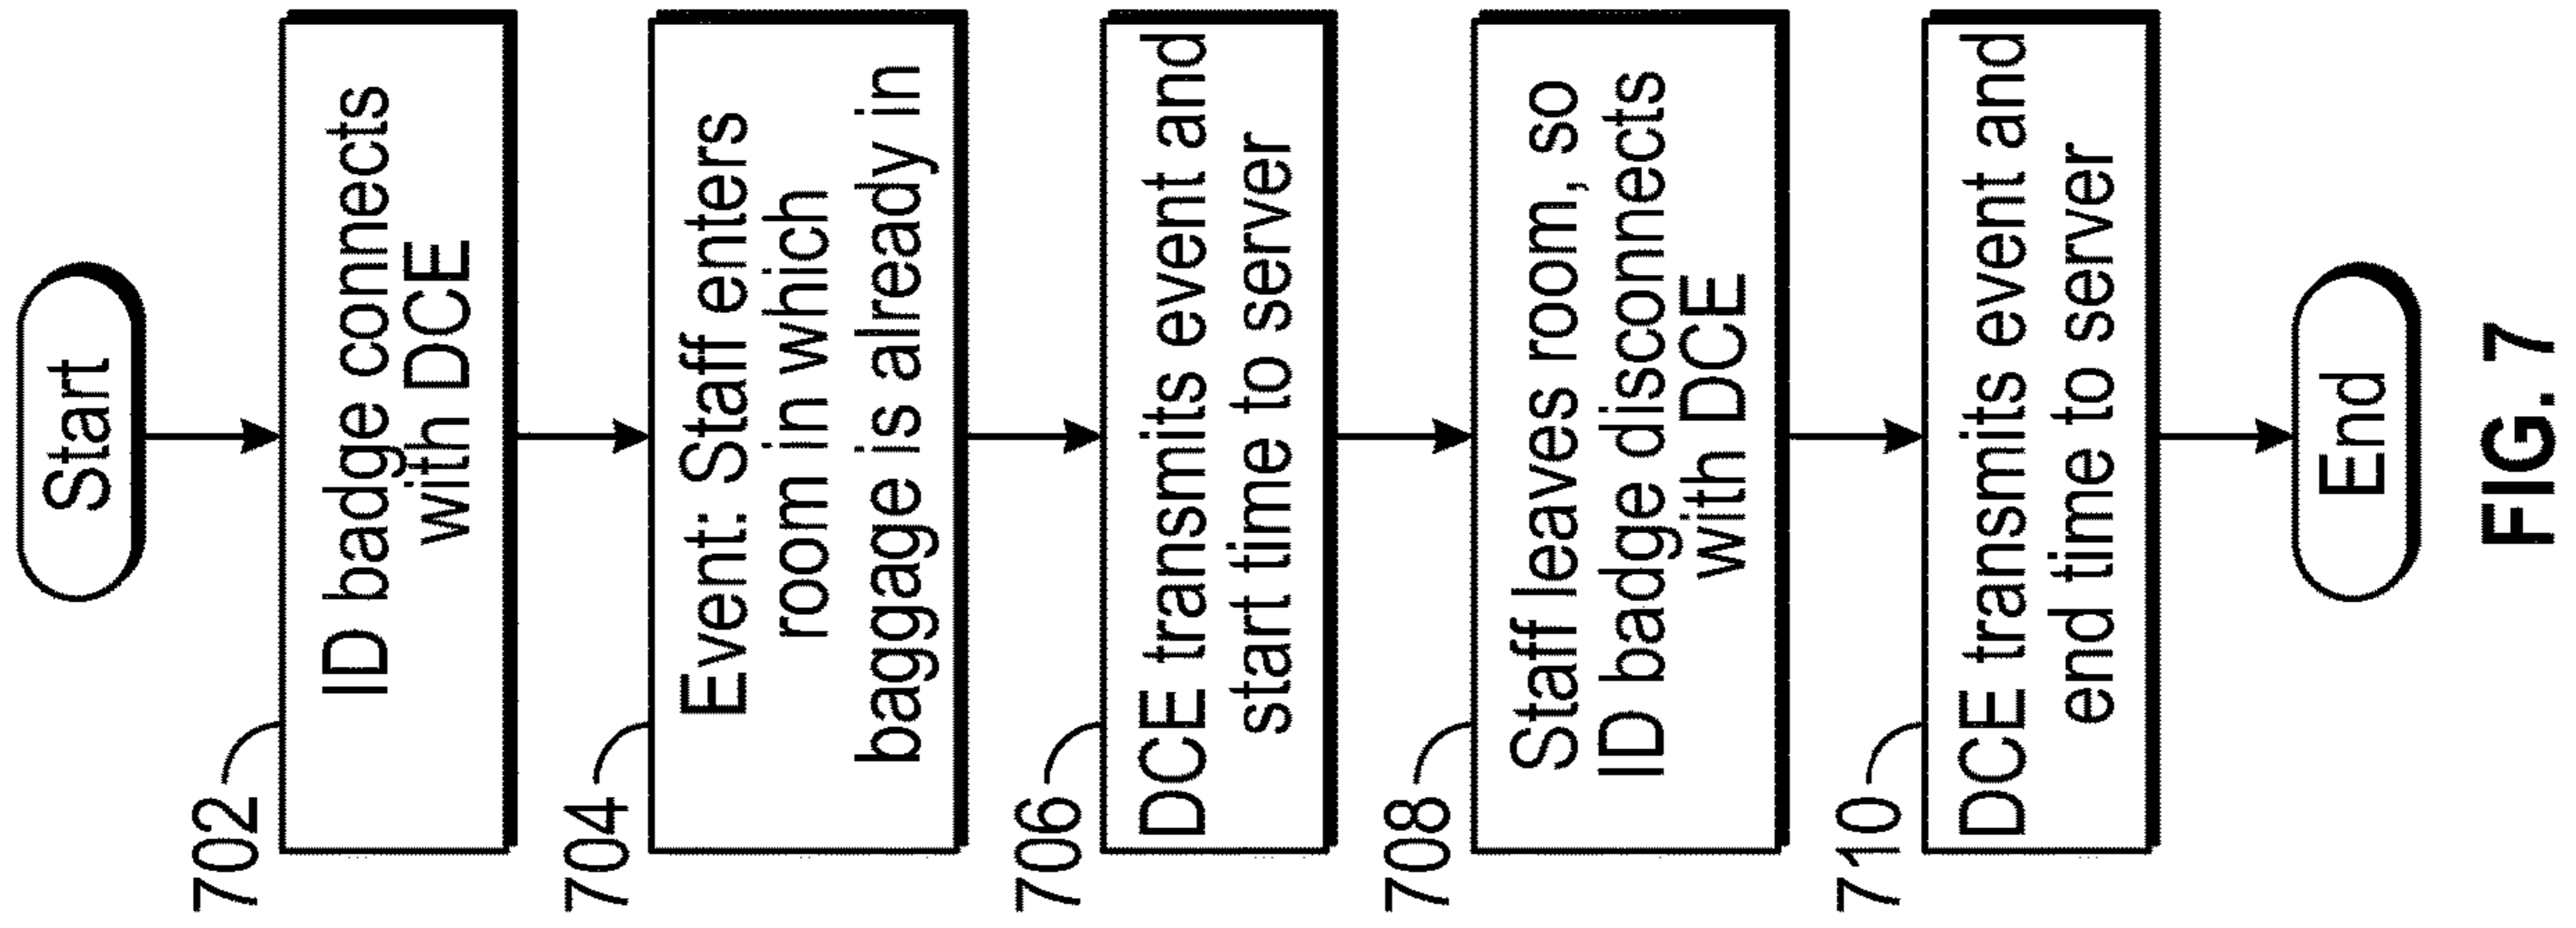 Start
702
ID badge connects
with DCE
704
Event: Staff enters
room in which
baggage is already in
706
DCE transmits event and
start time to server
708
Staff leaves room, so
ID badge disconnects
with DCE
710
DCE transmits event and
end time to server
End
FIG. 7